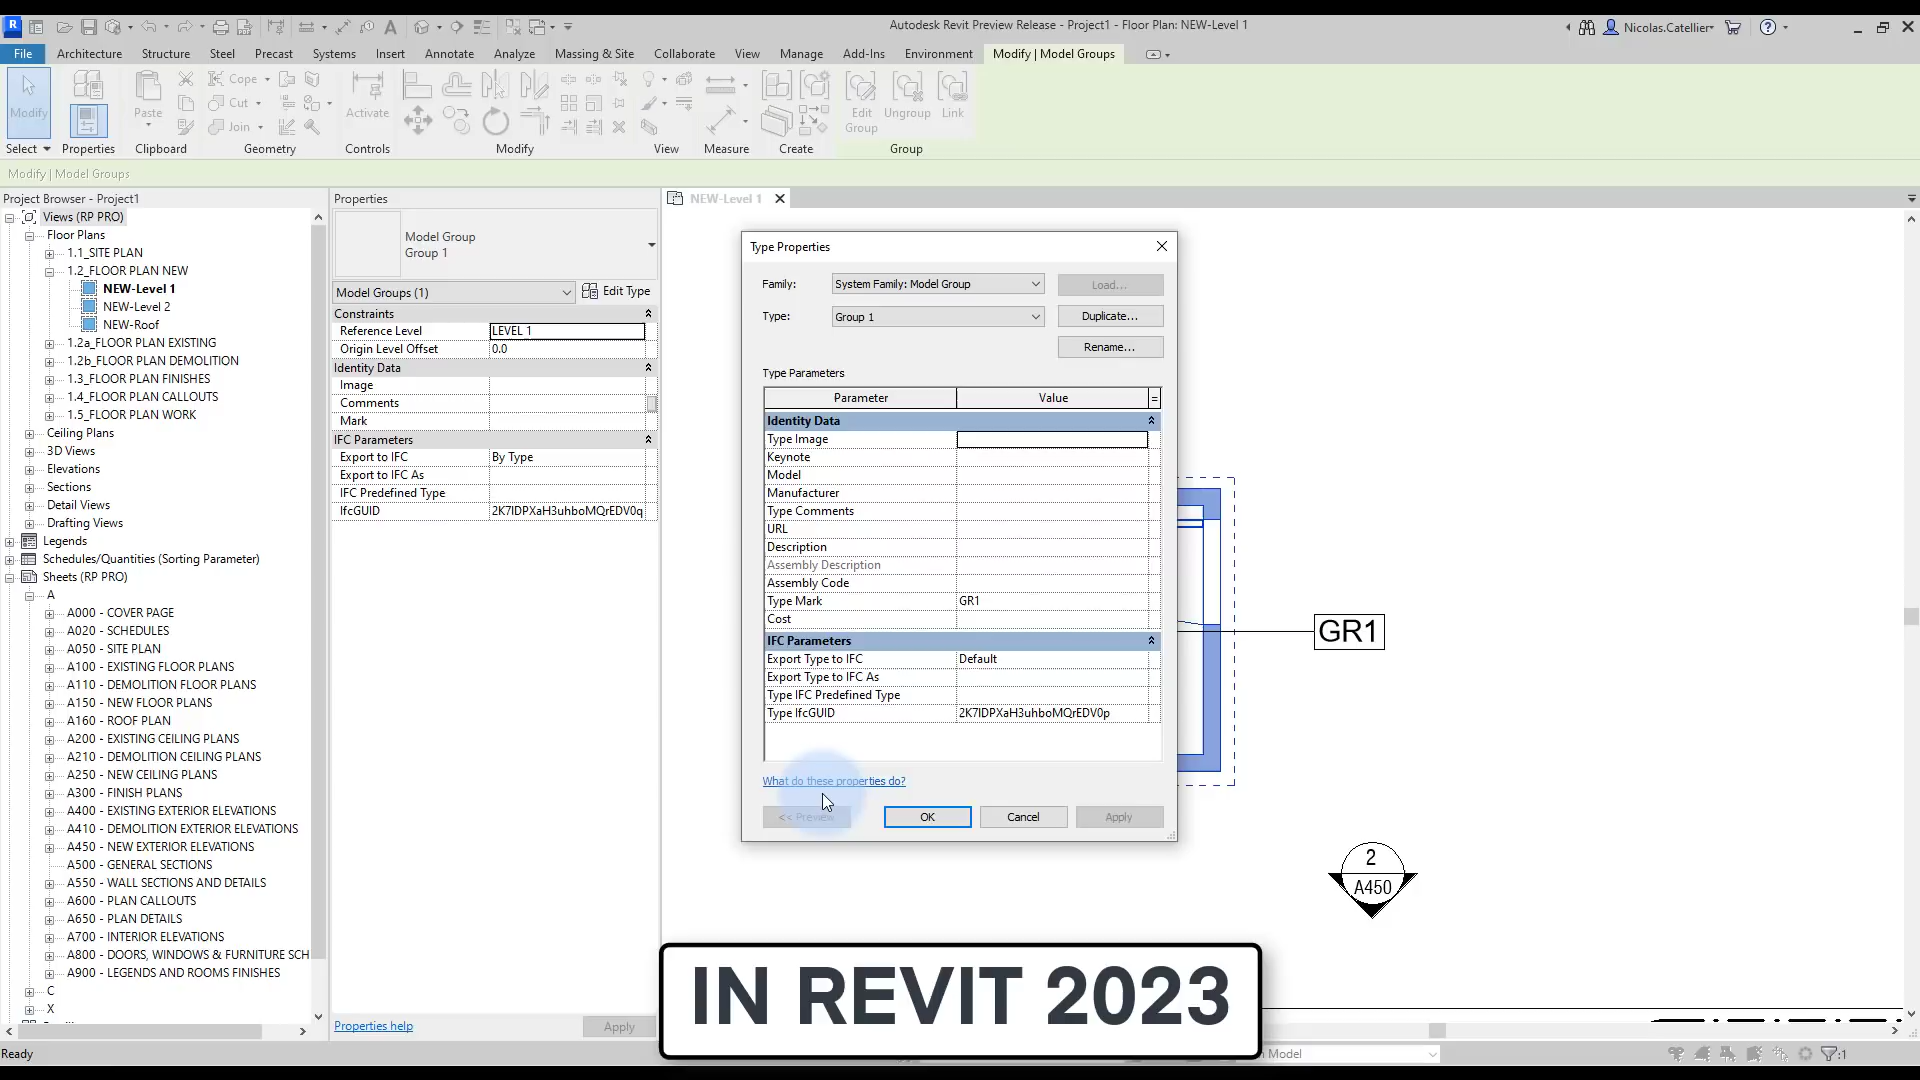 R
A
Autodesk Revit Preview Release - Project1 - Floor Plan: NEW-Level 1
Nicolas.Catellier
?
File
Architecture
Structure
Steel
Precast
Systems
Insert
Annotate
Analyze
Massing & Site
Collaborate
View
Manage
Add-Ins
Environment
Modify | Model Groups
Modify
Paste
Cope
Cut
Join
Activate
Edit
Group
Ungroup
Link
Select
Properties
Clipboard
Geometry
Controls
Modify
View
Measure
Create
Group
Modify | Model Groups
Project Browser - Project1
Views (RP PRO)
Floor Plans
1.1_SITE PLAN
1.2_FLOOR PLAN NEW
NEW-Level 1
NEW-Level 2
NEW-Roof
1.2a_FLOOR PLAN EXISTING
1.2b_FLOOR PLAN DEMOLITION
1.3_FLOOR PLAN FINISHES
1.4_FLOOR PLAN CALLOUTS
1.5_FLOOR PLAN WORK
Ceiling Plans
3D Views
Elevations
Sections
Detail Views
Drafting Views
Legends
Schedules/Quantities (Sorting Parameter)
Sheets (RP PRO)
A
A000 - COVER PAGE
A020 - SCHEDULES
A050 - SITE PLAN
A100 - EXISTING FLOOR PLANS
A110 - DEMOLITION FLOOR PLANS
A150 - NEW FLOOR PLANS
A160 - ROOF PLAN
A200 - EXISTING CEILING PLANS
A210 - DEMOLITION CEILING PLANS
A250 - NEW CEILING PLANS
A300 - FINISH PLANS
A400 - EXISTING EXTERIOR ELEVATIONS
A410 - DEMOLITION EXTERIOR ELEVATIONS
A450 - NEW EXTERIOR ELEVATIONS
A500 - GENERAL SECTIONS
A550 - WALL SECTIONS AND DETAILS
A600 - PLAN CALLOUTS
A650 - PLAN DETAILS
A700 - INTERIOR ELEVATIONS
A800 - DOORS, WINDOWS & FURNITURE SCH
A900 - LEGENDS AND ROOMS FINISHES
C
X
Ready
Properties
Model Group
Group 1
Model Groups (1)
Edit Type
Constraints
Reference Level LEVEL 1
Origin Level Offset 0.0
Identity Data
Image
Comments
Mark
IFC Parameters
Export to IFC By Type
Export to IFC As
IFC Predefined Type
IfcGUID 2K7IDPXaH3uhboMQrEDV0q
Properties help
Apply
NEW-Level 1
Type Properties
Family: System Family: Model Group Load...
Type: Group 1 Duplicate...
Rename...
Type Parameters
Parameter Value =
Identity Data
Type Image
Keynote
Model
Manufacturer
Type Comments
URL
Description
Assembly Description
Assembly Code
Type Mark GR1
Cost
IFC Parameters
Export Type to IFC Default
Export Type to IFC As
Type IFC Predefined Type
Type IfcGUID 2K7IDPXaH3uhboMQrEDV0p
What do these properties do?
<< Preview OK Cancel Apply
GR1
2
A450
IN REVIT 2023
Model
:1